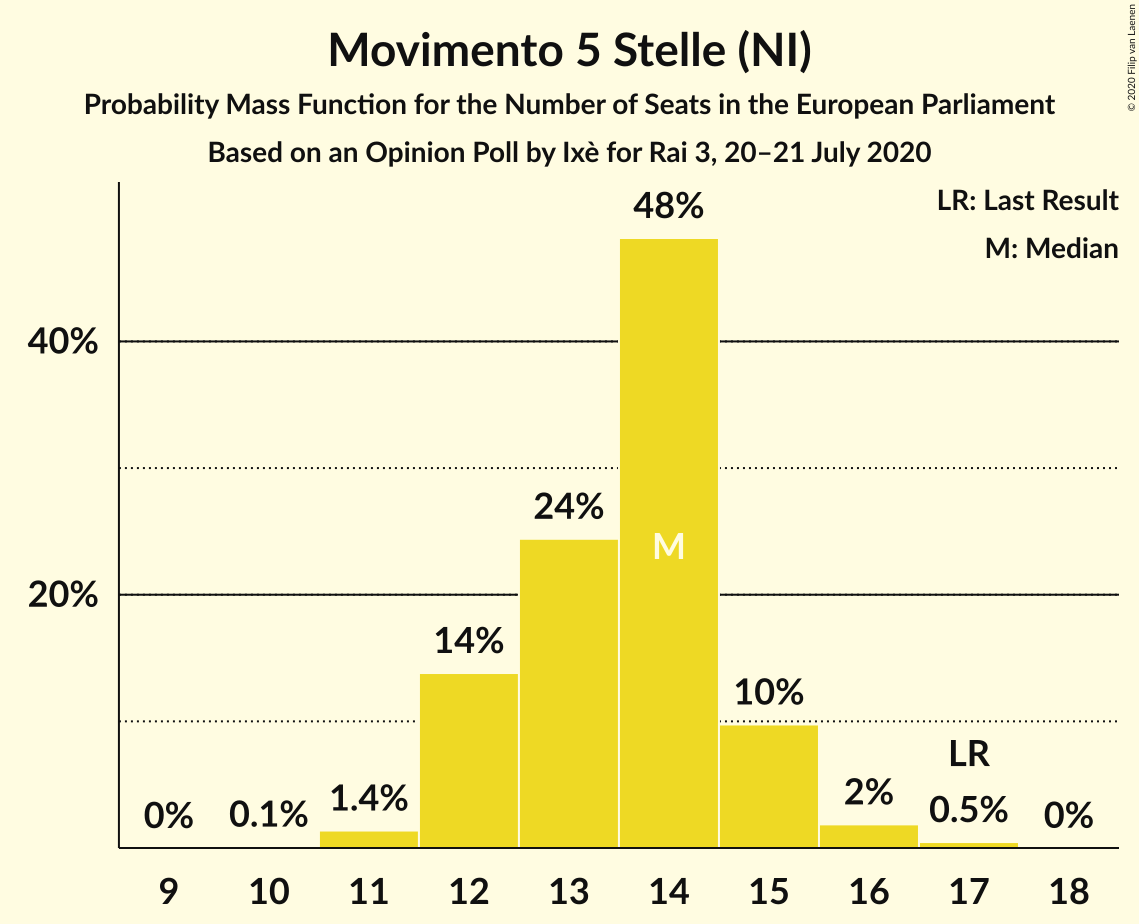 Movimento 5 Stelle (NI)
Probability Mass Function for the Number of Seats in the European Parliament
Based on an Opinion Poll by Ixè for Rai 3, 20–21 July 2020
© 2020 Filip van Laenen
LR: Last Result
M: Median
48%
40%
24%
M
20%
14%
10%
LR
0% 0.1% 1.4% 2% 0.5% 0%
9 10 11 12 13 14 15 16 17 18